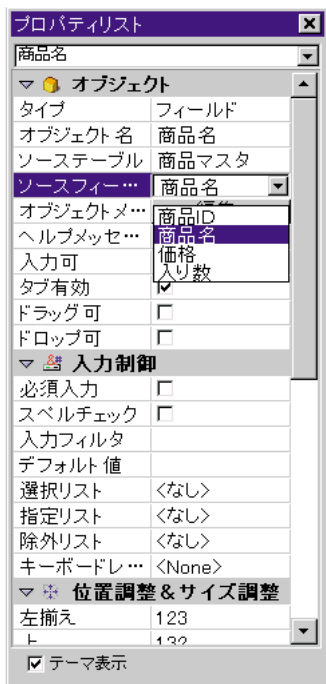 プロパティリスト
商品名
オブジェクト
タイプ フィールド
オブジェクト名 商品名
ソーステーブル 商品マスタ
ソースフィー… 商品名
オブジェクトメ…
商品ID
ヘルプメッセ… 商品名
入力可 価格
入り数
タブ有効
ドラッグ可
ドロップ可
入力制御
必須入力
スペルチェック
入力フィルタ
デフォルト値
選択リスト <なし>
指定リスト <なし>
除外リスト <なし>
キーボードレ… <None>
位置調整&サイズ調整
左揃え 123
上 132
テーマ表示